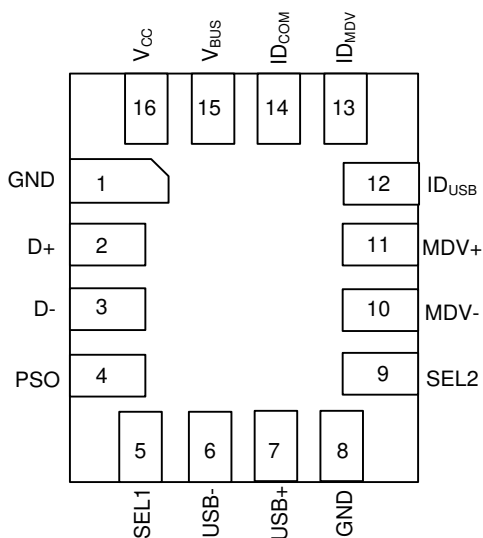 VCC
VBUS
IDCOM
IDMDV
16
15
14
13
GND
1
12
IDUSB
D+
2
11
MDV+
D-
3
10
MDV-
PSO
4
9
SEL2
5
6
7
8
SEL1
USB-
USB+
GND